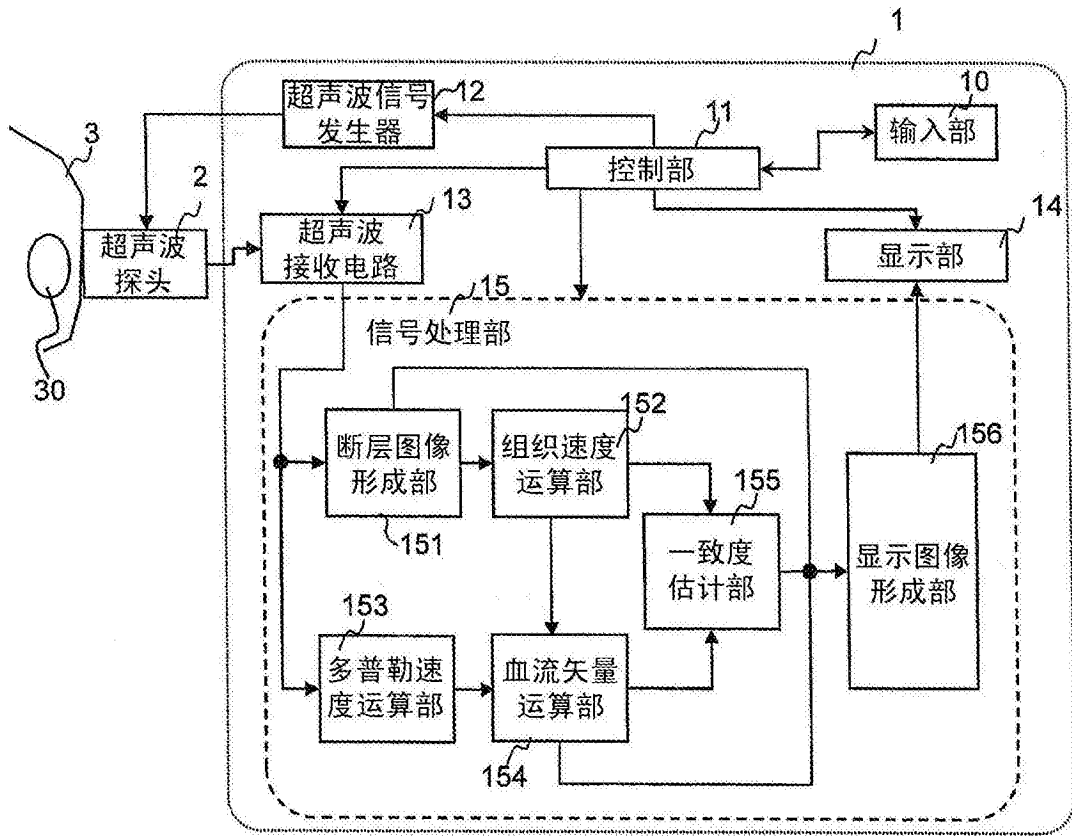 1
超声波信号
发生器
12
11
10
输入部
控制部
3
2
超声波
探头
13
超声波
接收电路
14
显示部
30
15
信号处理部
断层图像
形成部
151
152
组织速度
运算部
155
一致度
估计部
156
显示图像
形成部
153
多普勒速
度运算部
血流矢量
运算部
154